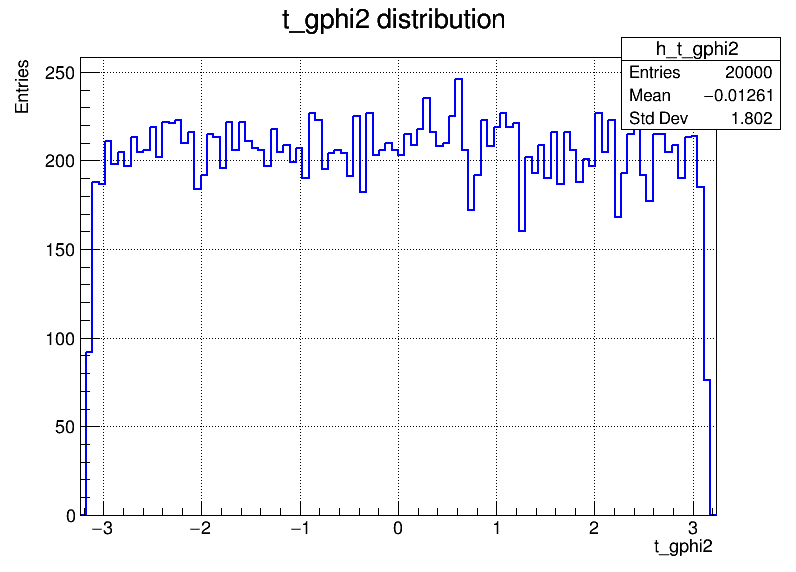 t_gphi2 distribution
h_t_gphi2
Entries 20000
Mean −0.01261
Std Dev 1.802
Entries
250
200
150
100
50
0
−3 −2 −1 0 1 2 3
t_gphi2